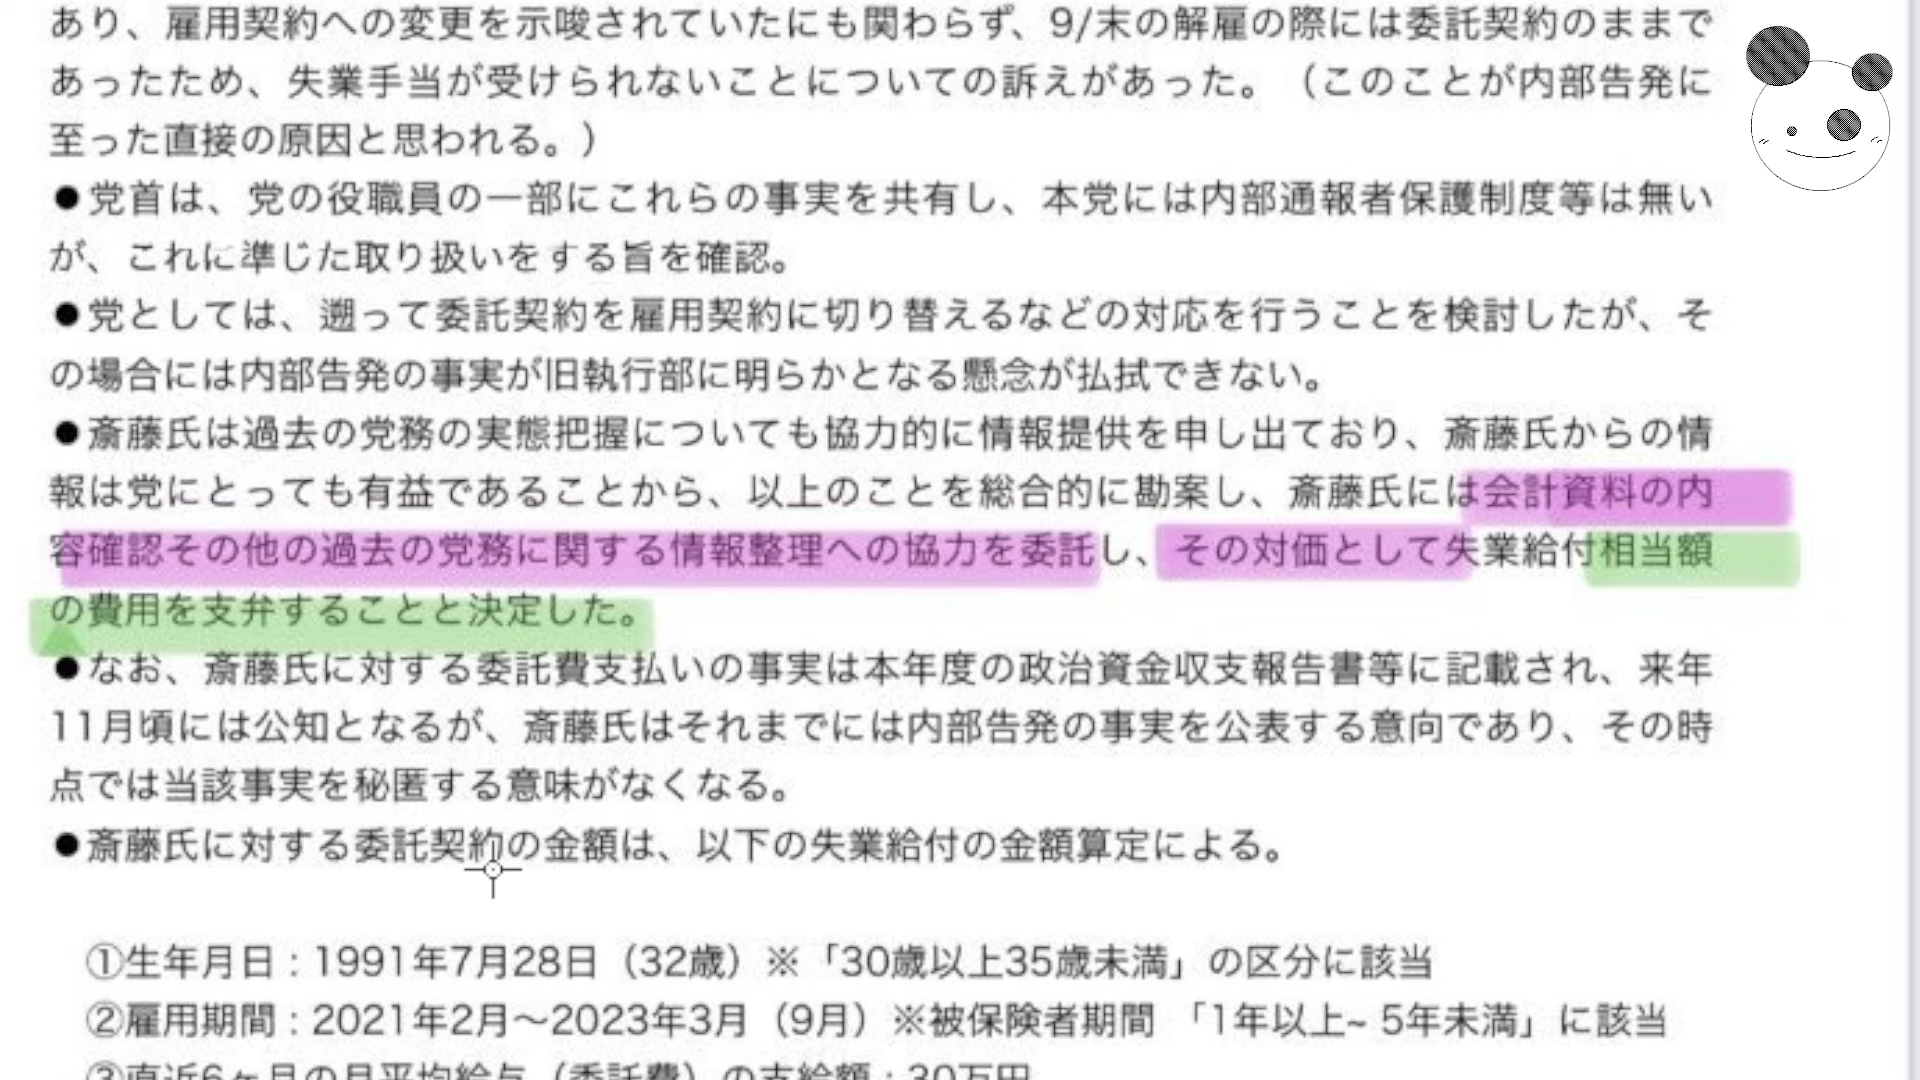 あり、雇用契約への変更を示唆されていたにも関わらず、9/末の解雇の際には委託契約のままで
あったため、失業手当が受けられないことについての訴えがあった。（このことが内部告発に
至った直接の原因と思われる。）
●党首は、党の役職員の一部にこれらの事実を共有し、本党には内部通報者保護制度等は無い
が、これに準じた取り扱いをする旨を確認。
●党としては、遡って委託契約を雇用契約に切り替えるなどの対応を行うことを検討したが、そ
の場合には内部告発の事実が旧執行部に明らかとなる懸念が払拭できない。
●斎藤氏は過去の党務の実態把握についても協力的に情報提供を申し出ており、斎藤氏からの情
報は党にとっても有益であることから、以上のことを総合的に勘案し、斎藤氏には会計資料の内
容確認その他の過去の党務に関する情報整理への協力を委託し、その対価として失業給付相当額
の費用を支弁することと決定した。
●なお、斎藤氏に対する委託費支払いの事実は本年度の政治資金収支報告書等に記載され、来年
11月頃には公知となるが、斎藤氏はそれまでには内部告発の事実を公表する意向であり、その時
点では当該事実を秘匿する意味がなくなる。
●斎藤氏に対する委託契約の金額は、以下の失業給付の金額算定による。
①生年月日：1991年7月28日（32歳）※「30歳以上35歳未満」の区分に該当
②雇用期間：2021年2月〜2023年3月（9月）※被保険者期間 「1年以上~ 5年未満」に該当
③直近6ヶ月の月平均給与（委託費）の支給額：30万円